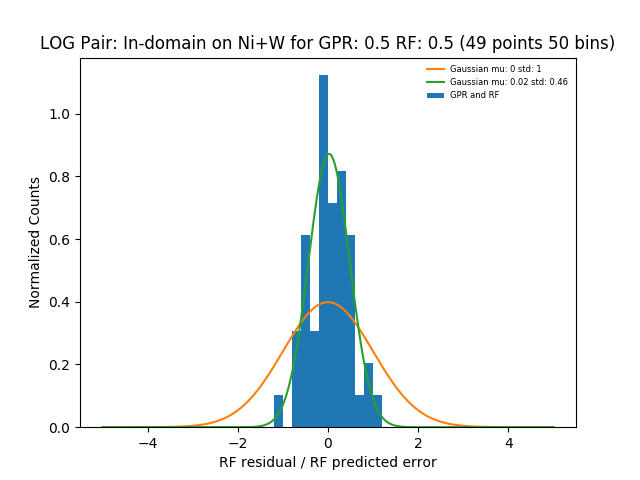 LOG Pair: In-domain on Ni+W for GPR: 0.5 RF: 0.5 (49 points 50 bins)
Gaussian mu: 0 std: 1
Gaussian mu: 0.02 std: 0.46
GPR and RF
Normalized Counts
1.0
0.8
0.6
0.4
0.2
0.0
−4 −2 0 2 4
RF residual / RF predicted error